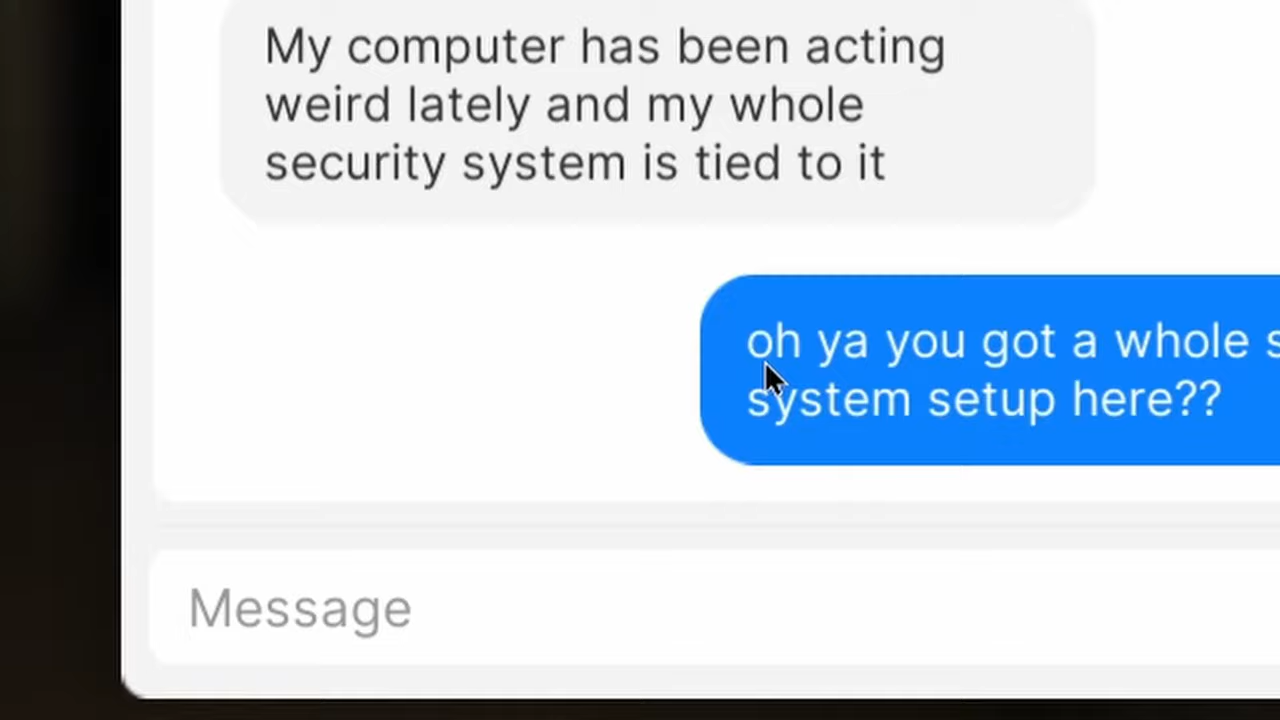 My computer has been acting
weird lately and my whole
security system is tied to it
oh ya you got a whole
system setup here??
Message